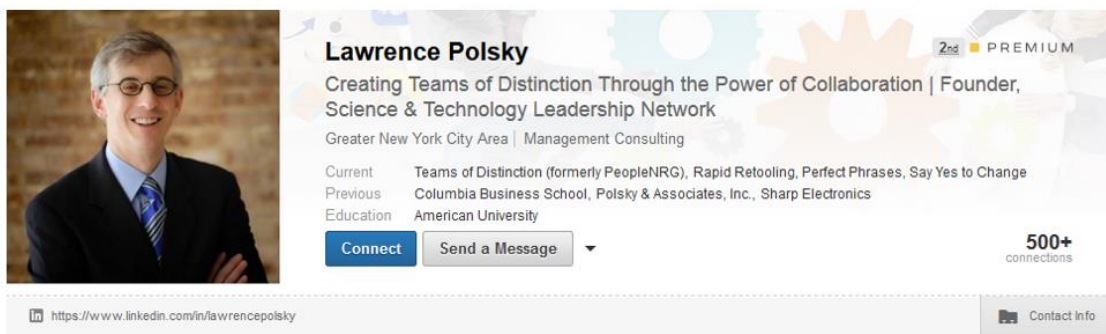 Lawrence Polsky
2nd PREMIUM
Creating Teams of Distinction Through the Power of Collaboration | Founder,
Science & Technology Leadership Network
Greater New York City Area | Management Consulting
Current Teams of Distinction (formerly PeopleNRG), Rapid Retooling, Perfect Phrases, Say Yes to Change
Previous Columbia Business School, Polsky & Associates, Inc., Sharp Electronics
Education American University
Connect Send a Message
500+
connections
in https://www.linkedin.com/in/lawrencepolsky Contact Info